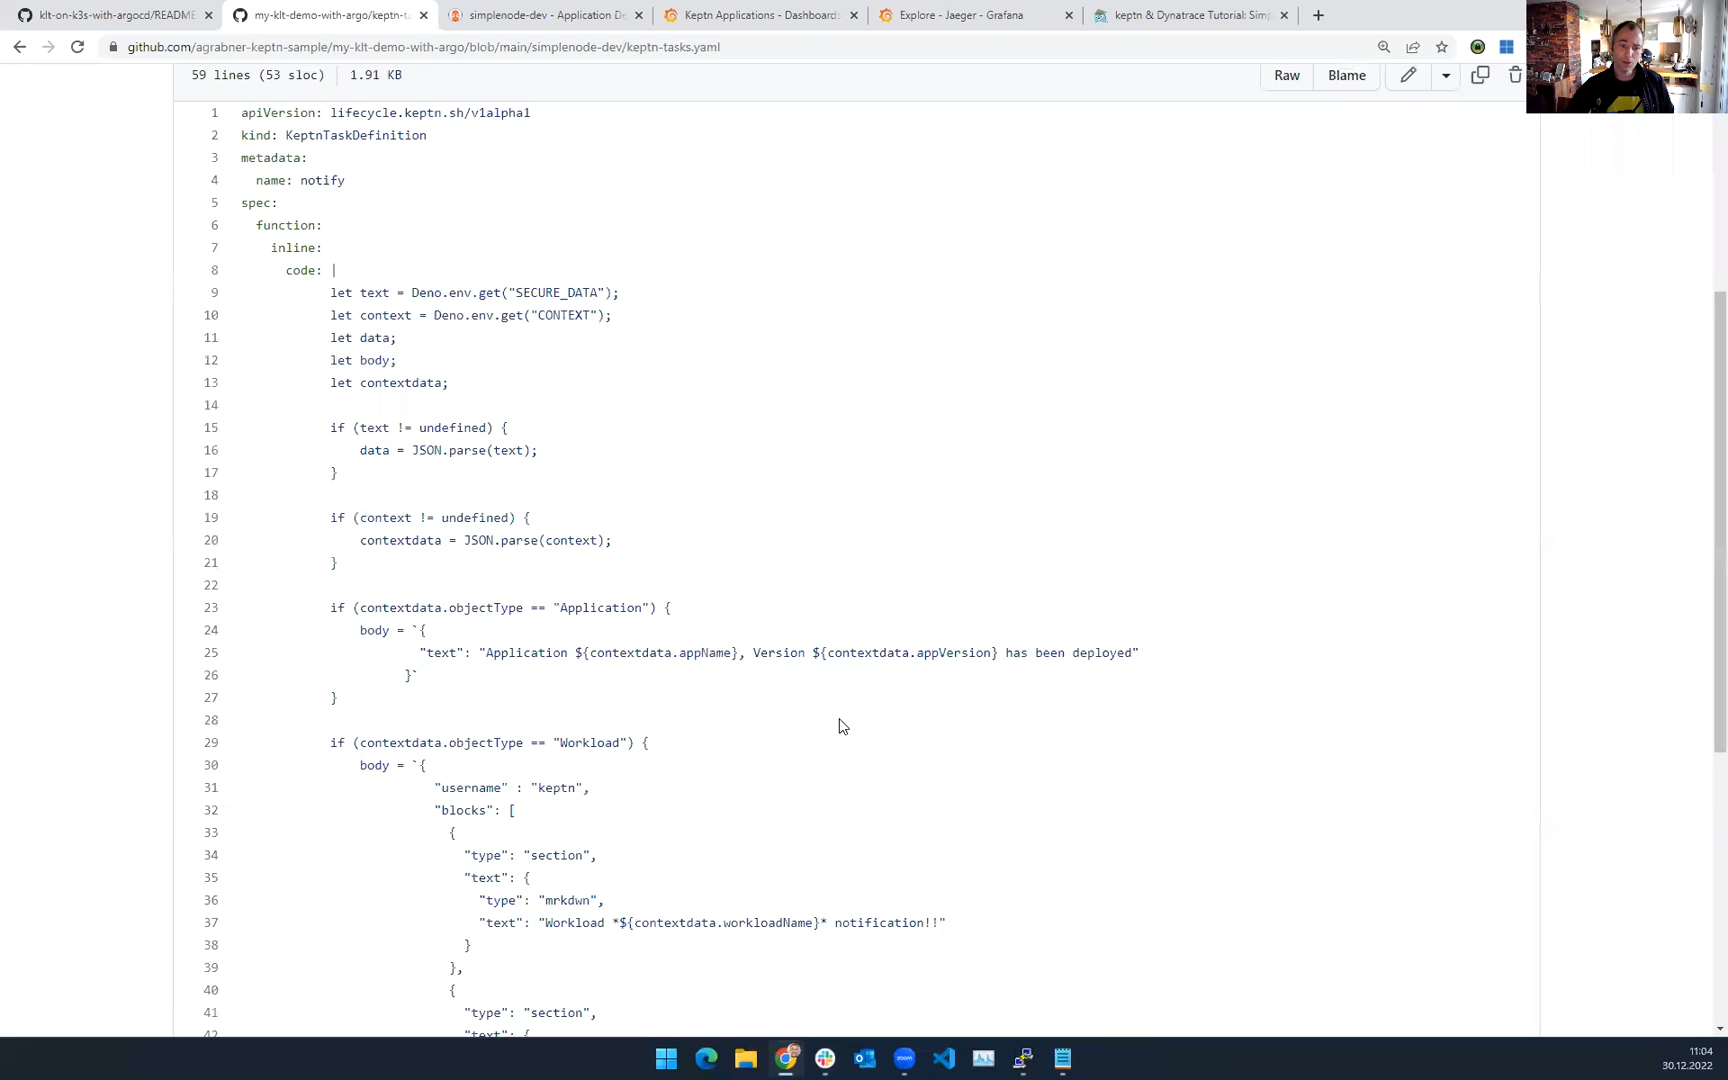 klt-on-k3s-with-argocd/README
my-klt-demo-with-argo/keptn-ta
simplenode-dev - Application De
Keptn Applications - Dashboards
Explore - Jaeger - Grafana
keptn & Dynatrace Tutorial: Simp
github.com/agrabner-keptn-sample/my-klt-demo-with-argo/blob/main/simplenode-dev/keptn-tasks.yaml
59 lines (53 sloc) 1.91 KB
Raw
Blame
1 apiVersion: lifecycle.keptn.sh/v1alpha1
2 kind: KeptnTaskDefinition
3 metadata:
4 name: notify
5 spec:
6 function:
7 inline:
8 code: |
9 let text = Deno.env.get("SECURE_DATA");
10 let context = Deno.env.get("CONTEXT");
11 let data;
12 let body;
13 let contextdata;
14
15 if (text != undefined) {
16 data = JSON.parse(text);
17 }
18
19 if (context != undefined) {
20 contextdata = JSON.parse(context);
21 }
22
23 if (contextdata.objectType == "Application") {
24 body = `{
25 "text": "Application ${contextdata.appName}, Version ${contextdata.appVersion} has been deployed"
26 }`
27 }
28
29 if (contextdata.objectType == "Workload") {
30 body = `{
31 "username" : "keptn",
32 "blocks": [
33 {
34 "type": "section",
35 "text": {
36 "type": "mrkdwn",
37 "text": "Workload *${contextdata.workloadName}* notification!!"
38 }
39 },
40 {
41 "type": "section",
42 "text": {
11:04
30.12.2022